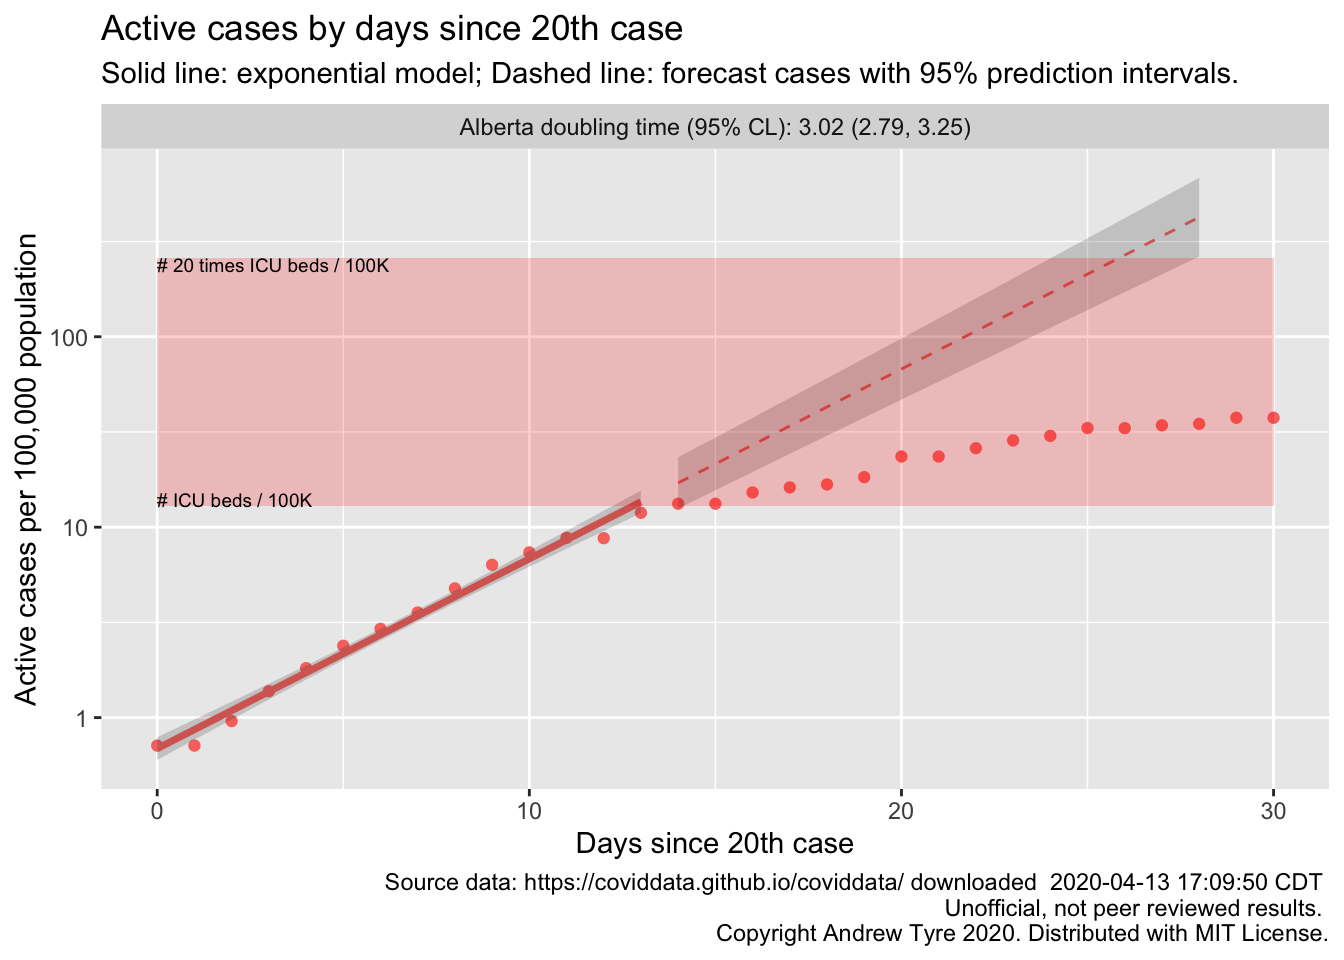 Active cases by days since 20th case
Solid line: exponential model; Dashed line: forecast cases with 95% prediction intervals.
Alberta doubling time (95% CL): 3.02 (2.79, 3.25)
Active cases per 100,000 population
# 20 times ICU beds / 100K
100
# ICU beds / 100K
10
1
0 10 20 30
Days since 20th case
Source data: https://coviddata.github.io/coviddata/ downloaded  2020-04-13 17:09:50 CDT
Unofficial, not peer reviewed results.
Copyright Andrew Tyre 2020. Distributed with MIT License.